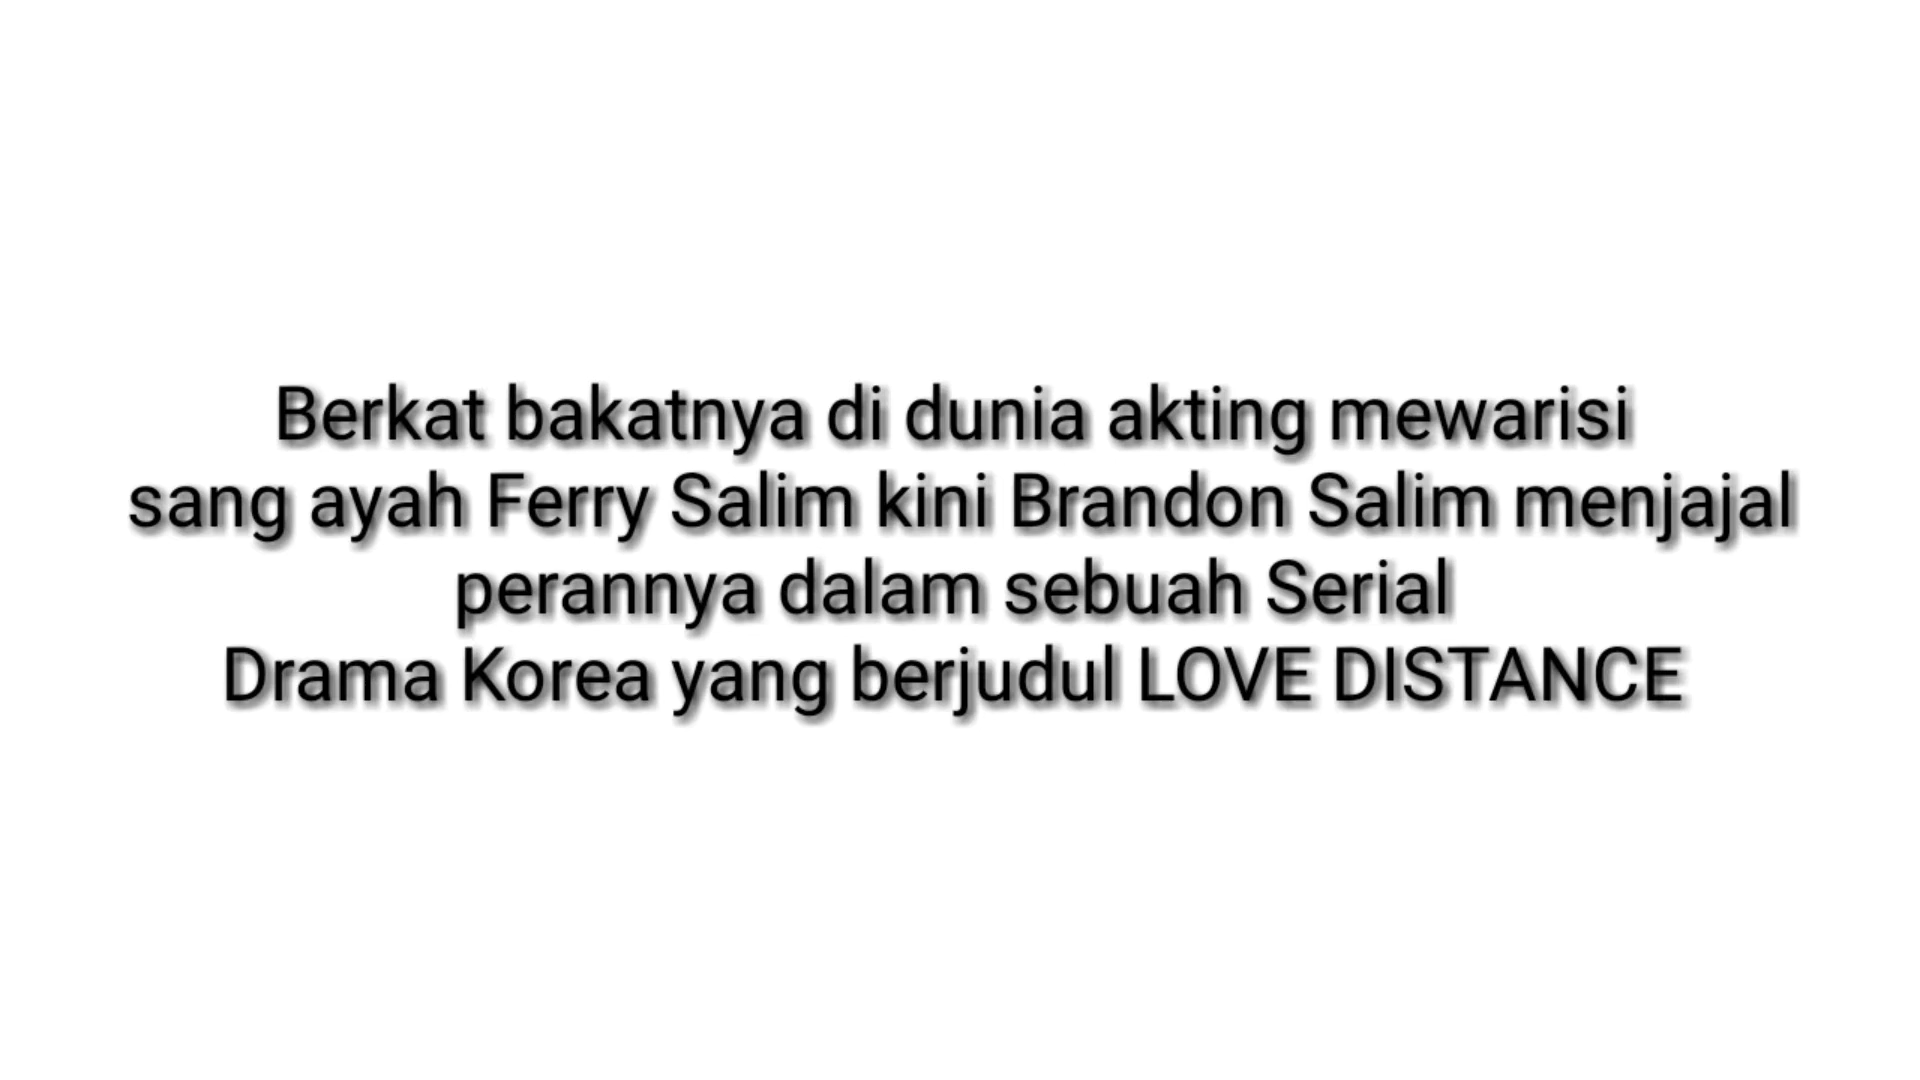 Berkat bakatnya di dunia akting mewarisi
sang ayah Ferry Salim kini Brandon Salim menjajal
perannya dalam sebuah Serial
Drama Korea yang berjudul LOVE DISTANCE